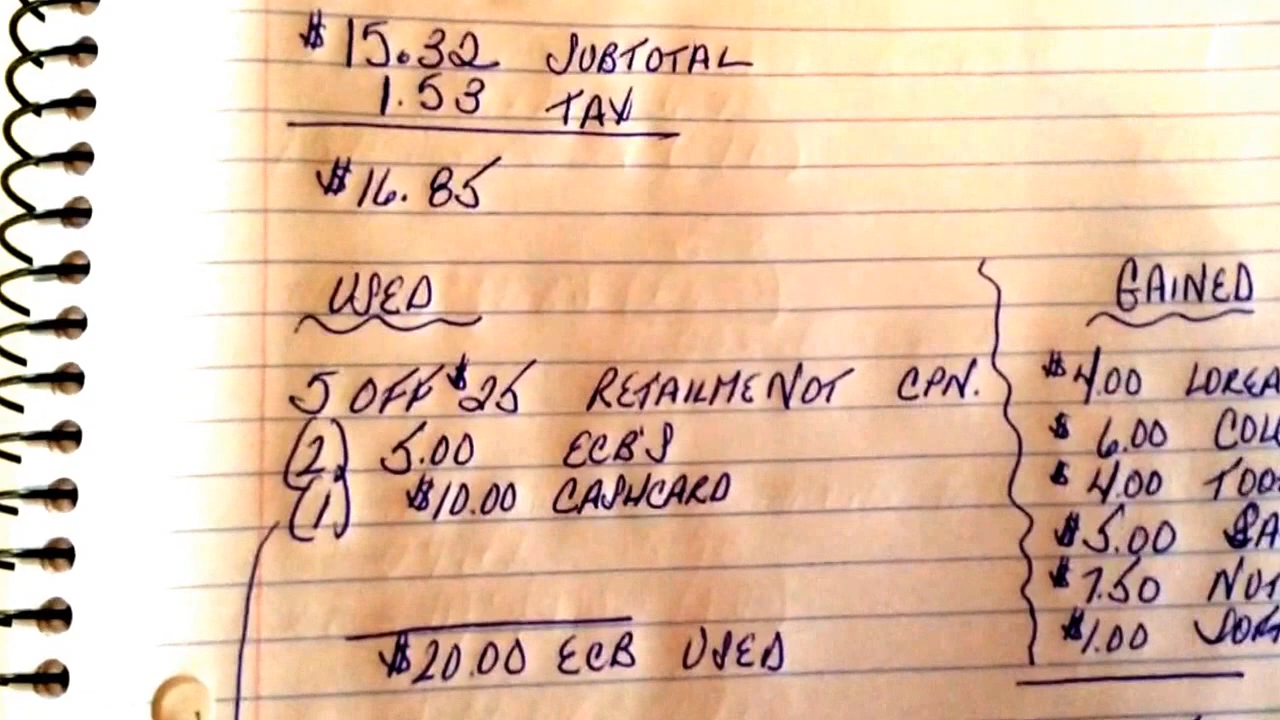 $15.32 SUBTOTAL
1.53 TAX
$16.85
USED
5 OFF $25 RETAILMENOT CPN.
(2) 5.00 ECB'S
(1) $10.00 CASHCARD
$20.00 ECB USED
GAINED
$4.00 LOREA
$6.00 COL
$4.00 TOO
$5.00 SA
$7.50 NUT
$1.00